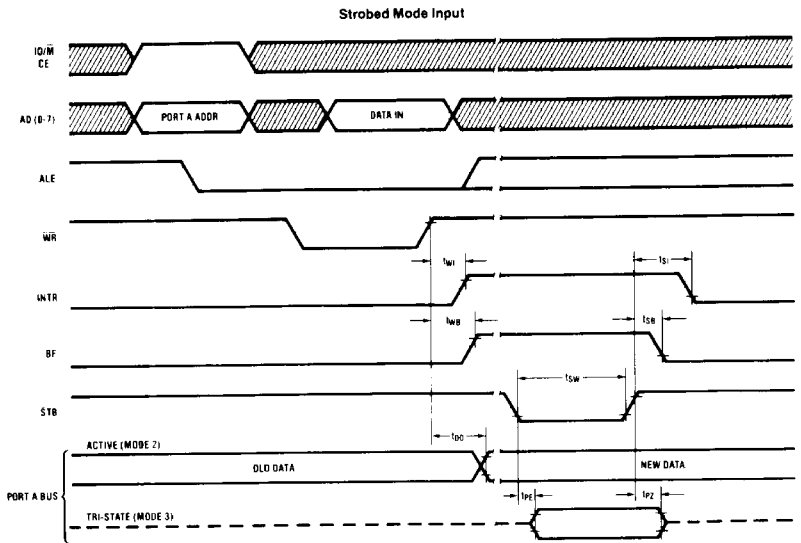 Strobed Mode Input
IO/M̅
CE
AD (0-7)
PORT A ADDR
DATA IN
ALE
W̅R̅
tWI
tSI
INTR
tWB
tSB
BF
tSW
S̅T̅B̅
tDO
ACTIVE (MODE 2)
OLD DATA
NEW DATA
PORT A BUS
tPE
tPZ
TRI-STATE (MODE 3)